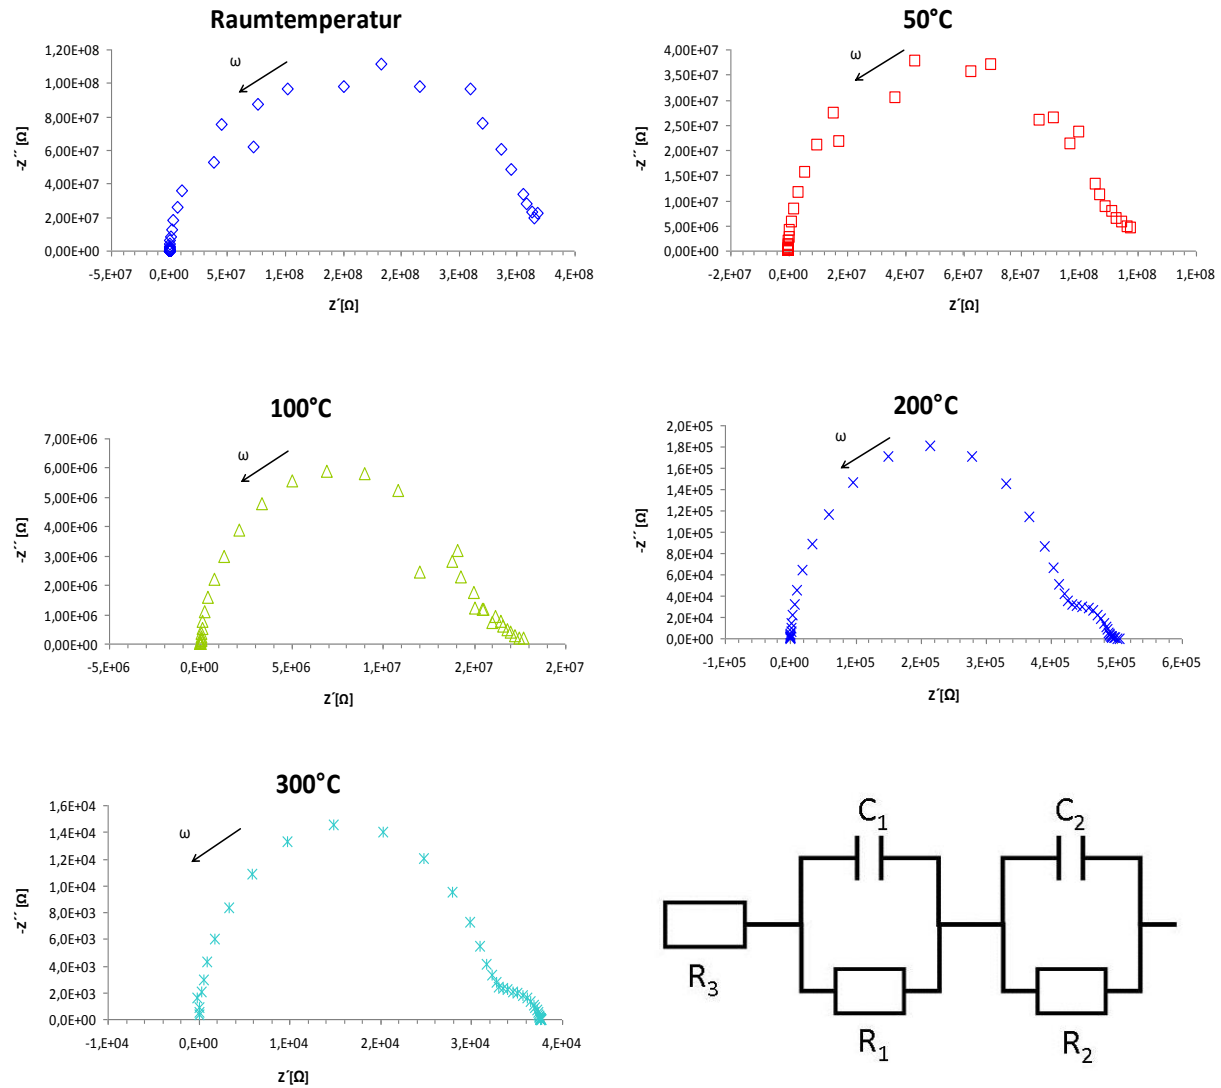 Raumtemperatur
1,20E+08
1,00E+08
8,00E+07
6,00E+07
4,00E+07
2,00E+07
0,00E+00
-Z´´ [Ω]
ω
-5,E+07 0,E+00 5,E+07 1,E+08 2,E+08 2,E+08 3,E+08 3,E+08 4,E+08
Z´[Ω]
50°C
4,00E+07
3,50E+07
3,00E+07
2,50E+07
2,00E+07
1,50E+07
1,00E+07
5,00E+06
0,00E+00
-Z´´ [Ω]
ω
-2,E+07 0,E+00 2,E+07 4,E+07 6,E+07 8,E+07 1,E+08 1,E+08 1,E+08
Z´[Ω]
100°C
7,00E+06
6,00E+06
5,00E+06
4,00E+06
3,00E+06
2,00E+06
1,00E+06
0,00E+00
-Z´´ [Ω]
ω
-5,E+06 0,E+00 5,E+06 1,E+07 2,E+07 2,E+07
Z´[Ω]
200°C
2,0E+05
1,8E+05
1,6E+05
1,4E+05
1,2E+05
1,0E+05
8,0E+04
6,0E+04
4,0E+04
2,0E+04
0,0E+00
-Z´´ [Ω]
ω
-1,E+05 0,E+00 1,E+05 2,E+05 3,E+05 4,E+05 5,E+05 6,E+05
Z´[Ω]
300°C
1,6E+04
1,4E+04
1,2E+04
1,0E+04
8,0E+03
6,0E+03
4,0E+03
2,0E+03
0,0E+00
-Z´´ [Ω]
ω
-1,E+04 0,E+00 1,E+04 2,E+04 3,E+04 4,E+04
Z´[Ω]
C₁ C₂
R₃
R₁ R₂